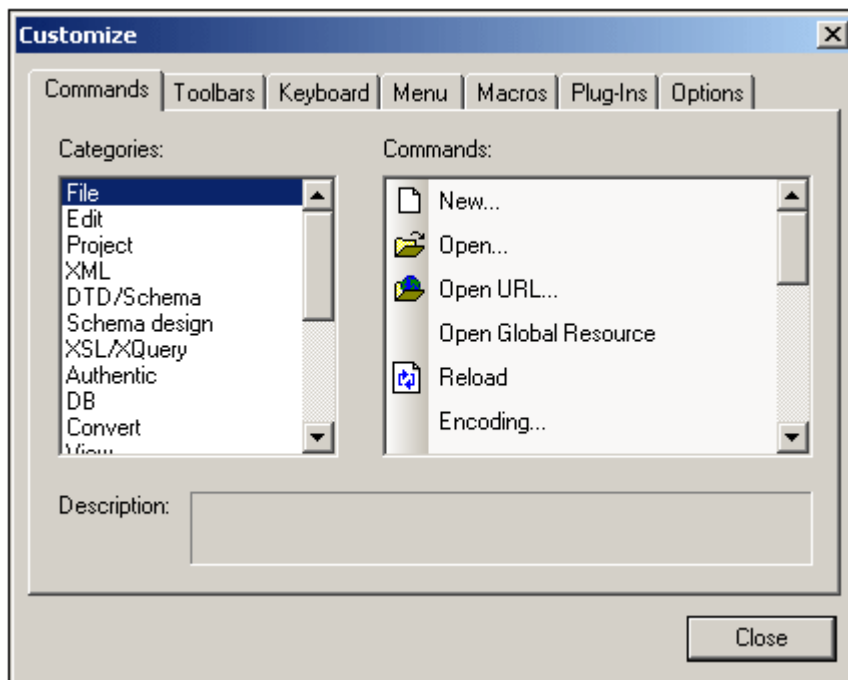 Customize
Commands Toolbars Keyboard Menu Macros Plug-Ins Options
Categories: Commands:
File
Edit
Project
XML
DTD/Schema
Schema design
XSL/XQuery
Authentic
DB
Convert
View
New...
Open...
Open URL...
Open Global Resource
Reload
Encoding...
Description:
Close